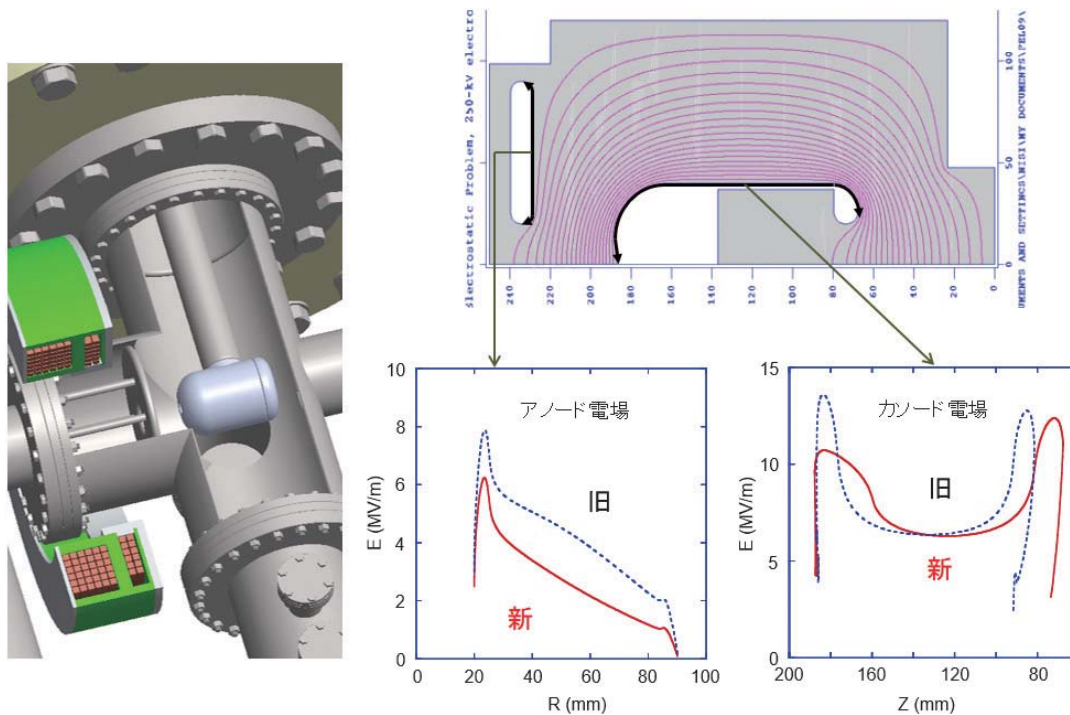 Electrostatic Problem, 250-kV electro
100
50
0
240
220
200
180
160
140
120
100
80
60
40
20
0
UMENTS AND SETTINGS\NISI\MY DOCUMENTS\FEL09\
10
8
6
4
2
0
E (MV/m)
アノード電場
旧
新
0 20 40 60 80 100
R (mm)
15
10
5
0
E (MV/m)
カソード電場
旧
新
200 160 120 80
Z (mm)